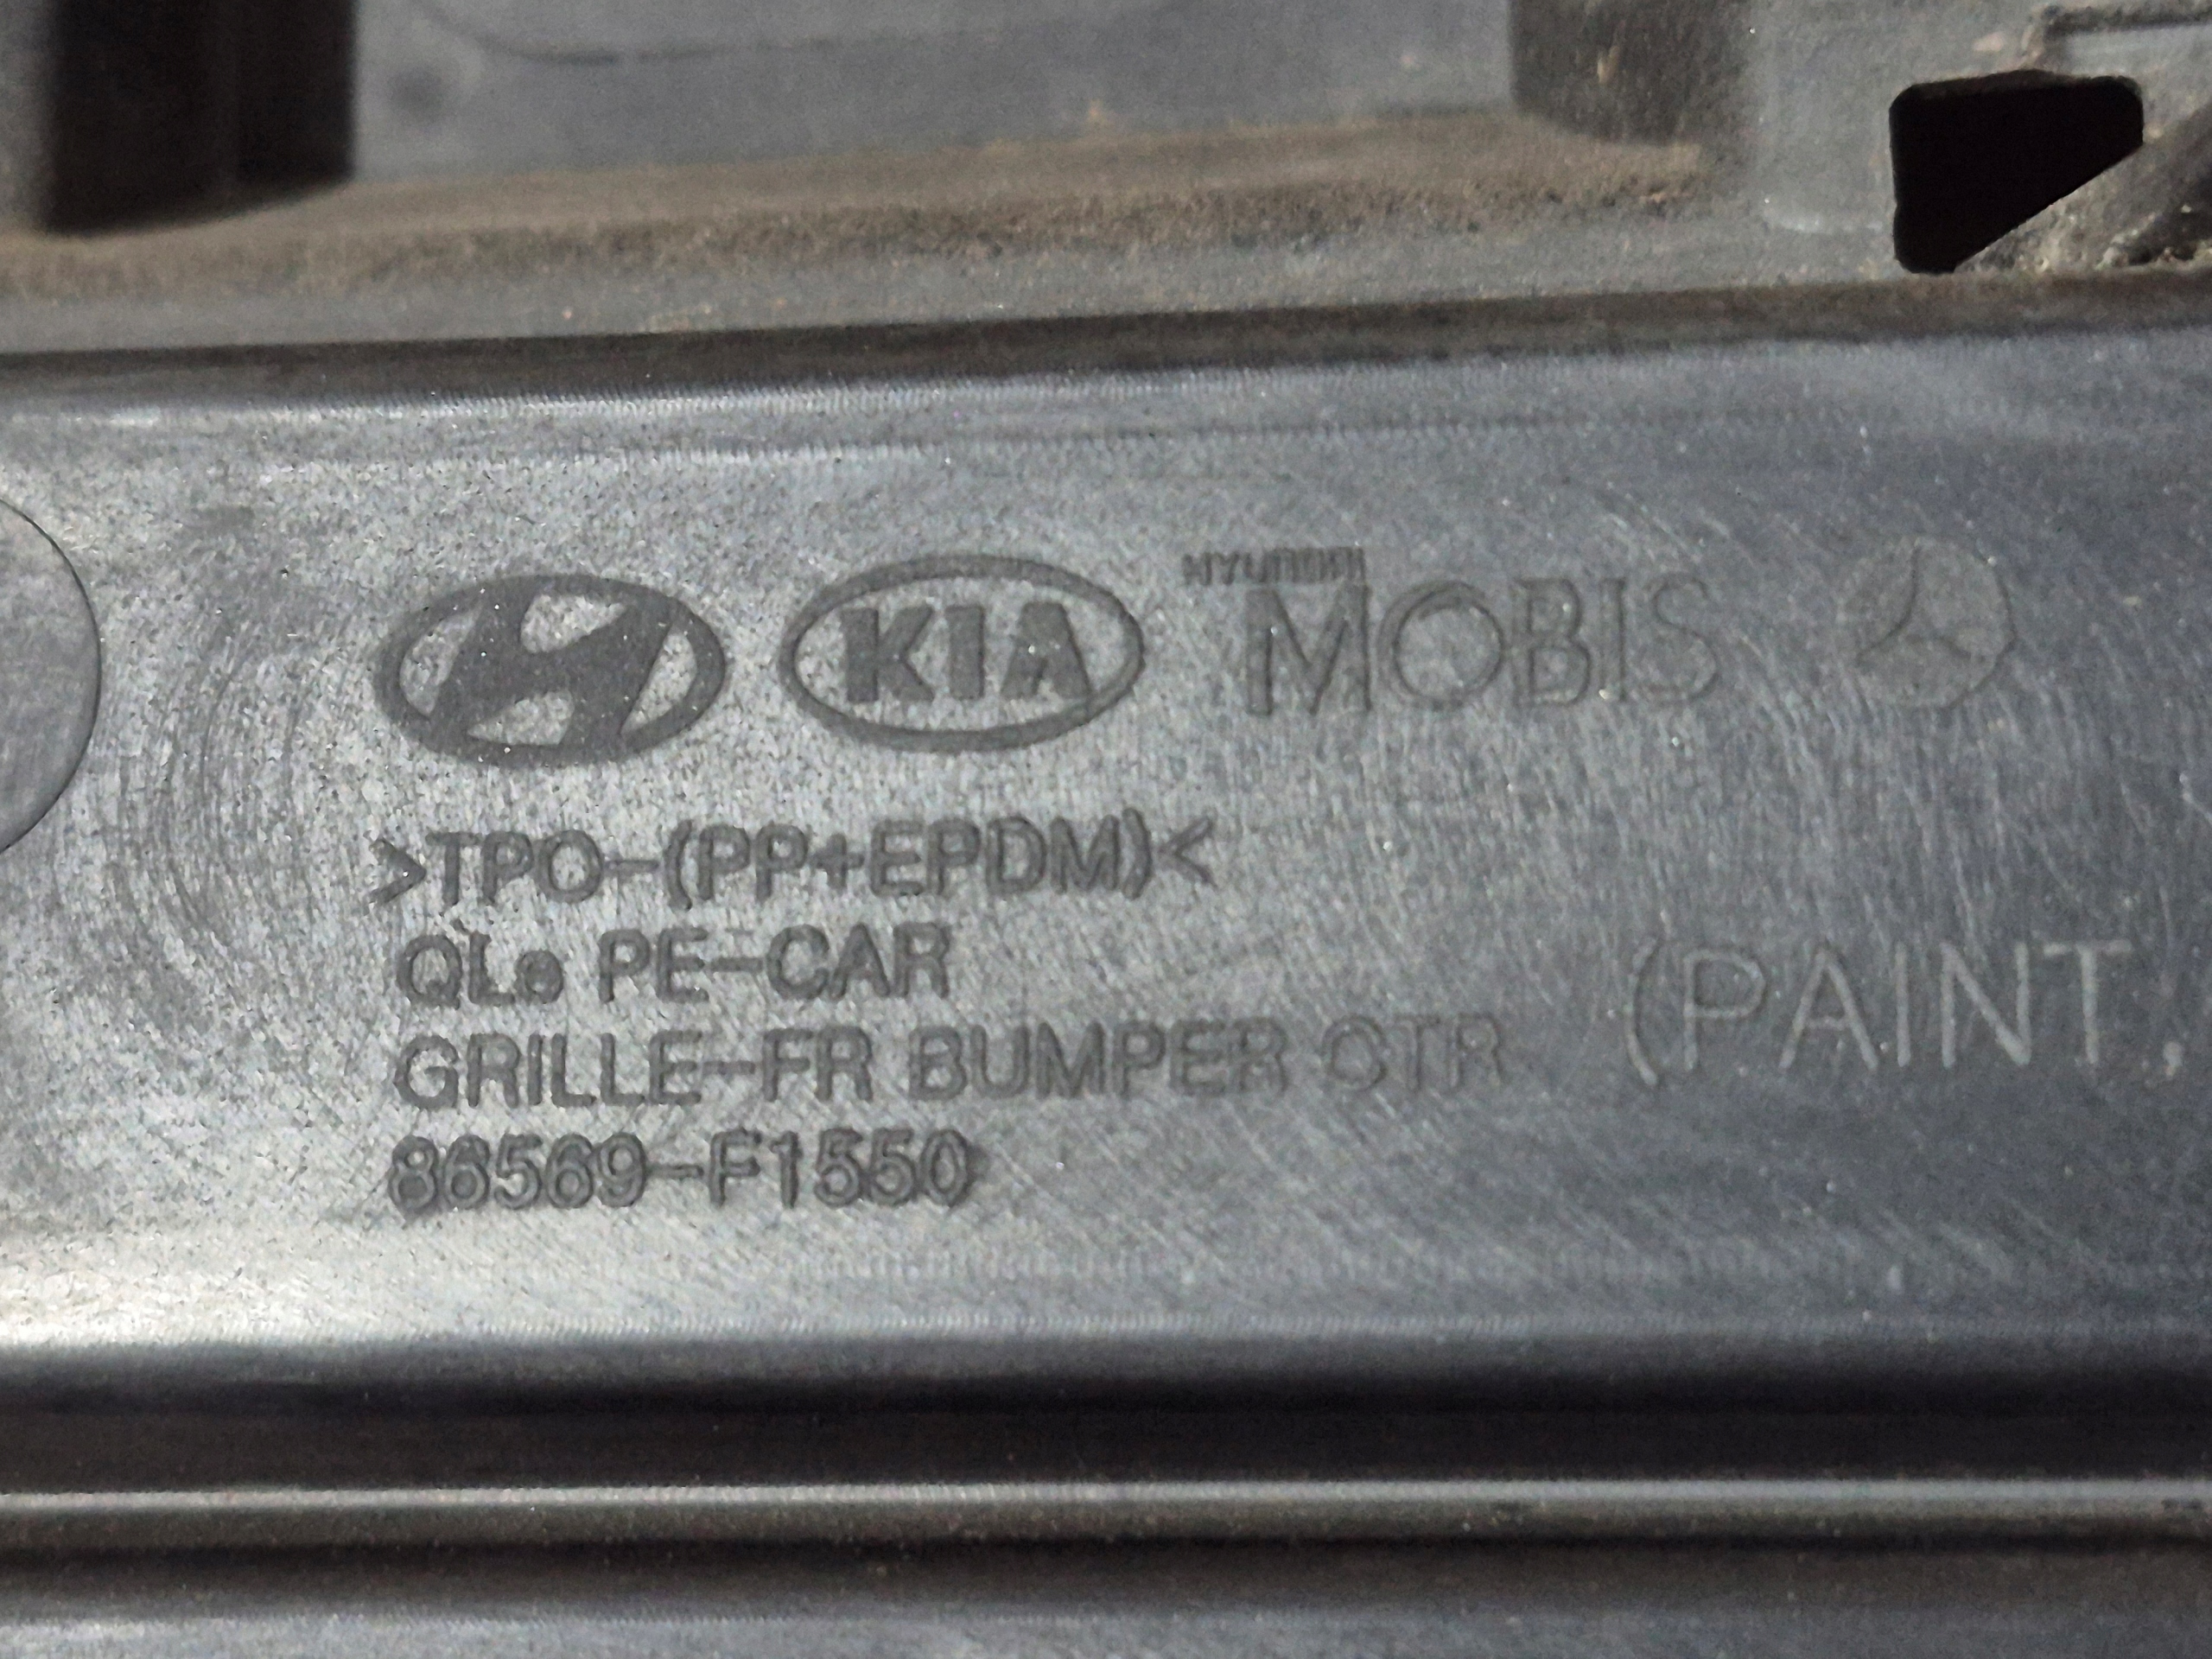 KIA HYUNDAI MOBIS
>TPO-(PP+EPDM)<
QLe PE-CAR
(PAINT,
GRILLE-FR BUMPER CTR
86569-F1550